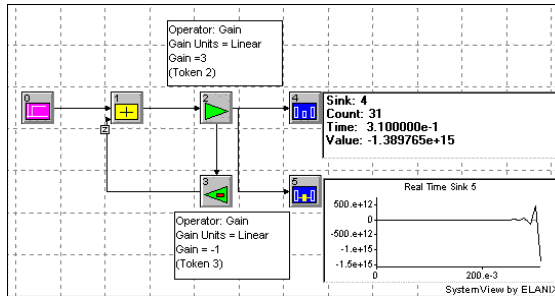 Operator: Gain
Gain Units = Linear
Gain =3
(Token 2)
0
1
2
4
Sink: 4
Count: 31
Time: 3.100000e-1
Value: -1.389765e+15
z
3
5
Real Time Sink 5
500.e+12
0
-500.e+12
-1.e+15
-1.5e+15
0
200.e-3
Operator: Gain
Gain Units = Linear
Gain = -1
(Token 3)
SystemView by ELANIX